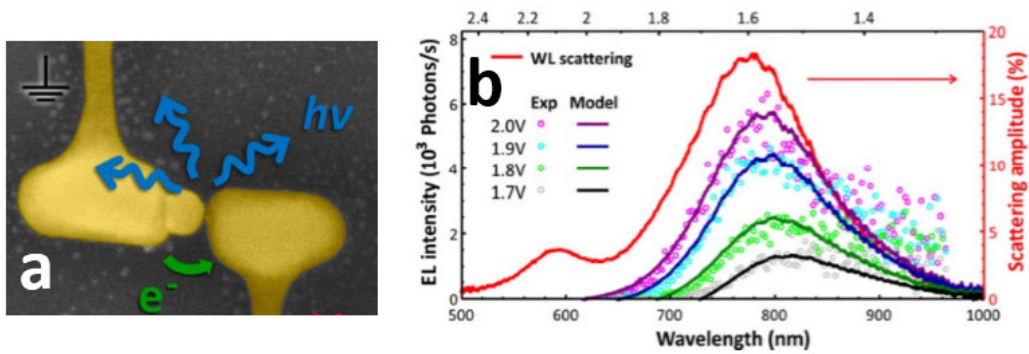 hν
a
e⁻
b
2.4 2.2 2 1.8 1.6 1.4
WL scattering
Exp Model
2.0V
1.9V
1.8V
1.7V
EL intensity (10³ Photons/s)
8
6
4
2
0
20
15
10
5
0
Scattering amplitude (%)
500 600 700 800 900 1000
Wavelength (nm)